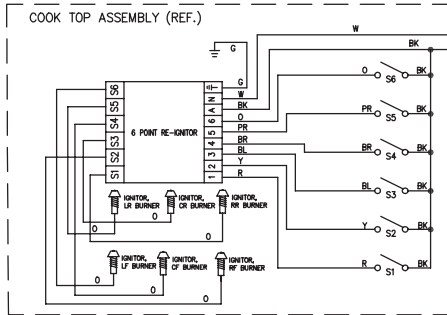 COOK TOP ASSEMBLY (REF.)
W
BK
G
G
W
BK
O
PR
BR
BL
Y
R
S6
S5
S4
S3
S2
S1
6 POINT RE-IGNITOR
N
A
6
5
4
3
2
1
O S6 BK
PR S5 BK
BR S4 BK
BL S3 BK
Y S2 BK
R S1 BK
IGNITOR, LR BURNER
IGNITOR, CR BURNER
IGNITOR, RR BURNER
O
O
O
IGNITOR, LF BURNER
IGNITOR, CF BURNER
IGNITOR, RF BURNER
O
O
O